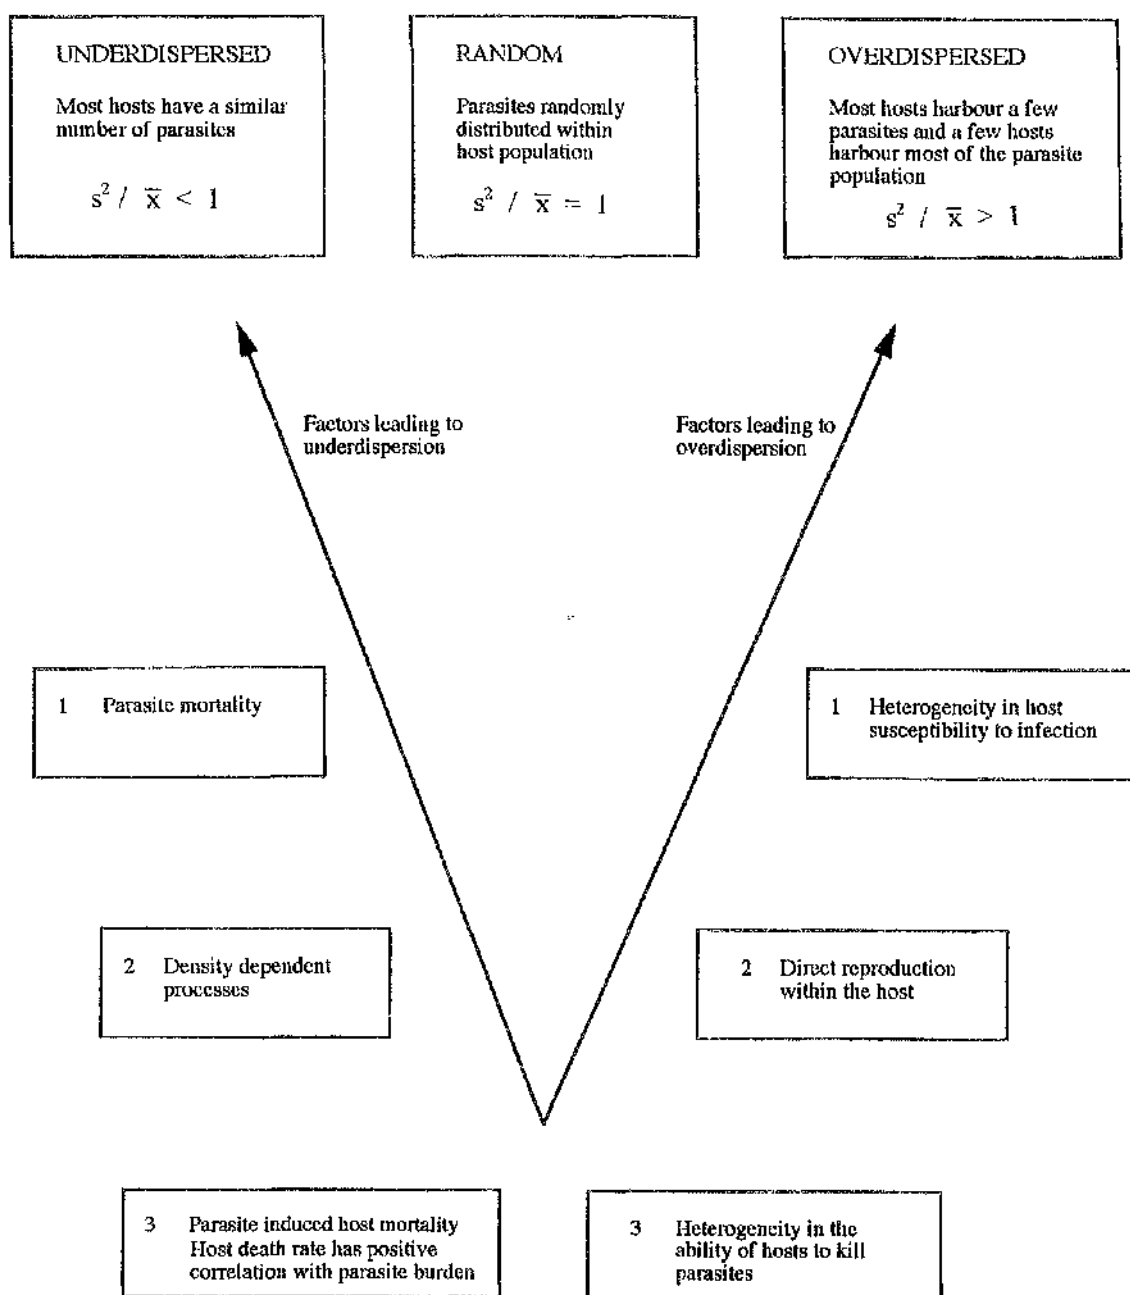 UNDERDISPERSED
Most hosts have a similar
number of parasites
s² / x̄ < 1
RANDOM
Parasites randomly
distributed within
host population
s² / x̄ = 1
OVERDISPERSED
Most hosts harbour a few
parasites and a few hosts
harbour most of the parasite
population
s² / x̄ > 1
Factors leading to
underdispersion
Factors leading to
overdispersion
1 Parasite mortality
1 Heterogeneity in host
susceptibility to infection
2 Density dependent
processes
2 Direct reproduction
within the host
3 Parasite induced host mortality
Host death rate has positive
correlation with parasite burden
3 Heterogencity in the
ability of hosts to kill
parasites